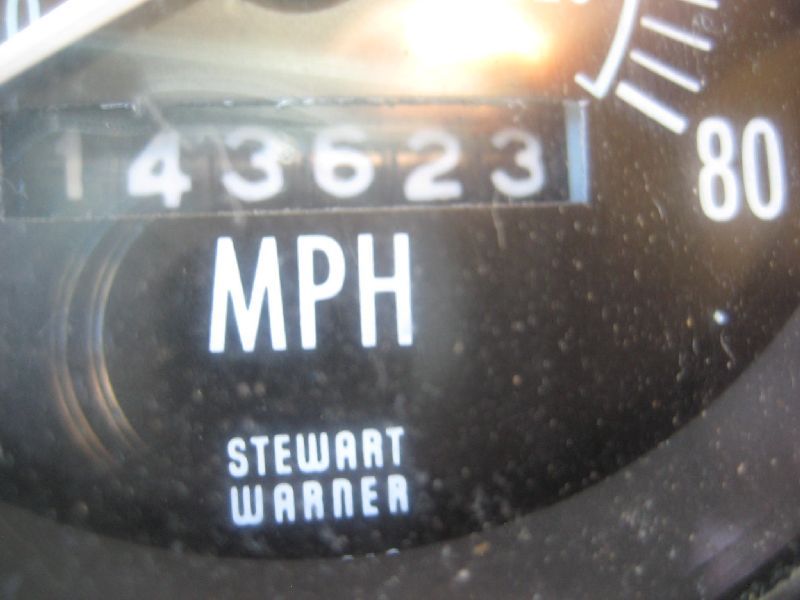 143623
80
MPH
STEWART
WARNER